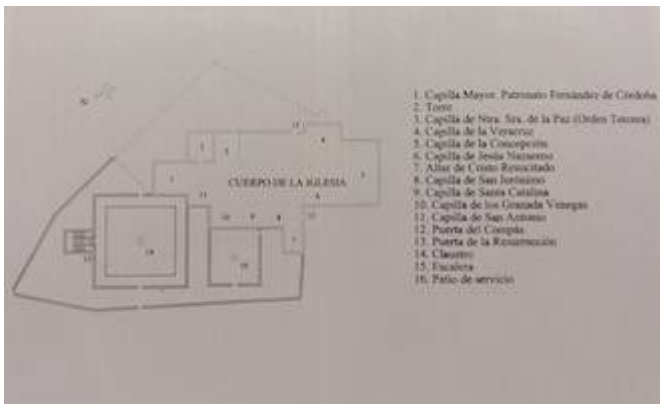 N
CUERPO DE LA IGLESIA
1. Capilla Mayor. Patronato Fernández de Córdoba
2. Torre
3. Capilla de Ntra. Sra. de la Paz (Orden Tercera)
4. Capilla de la Veracruz
5. Capilla de la Concepción
6. Capilla de Jesús Nazareno
7. Altar de Cristo Resucitado
8. Capilla de San Jerónimo
9. Capilla de Santa Catalina
10. Capilla de los Granada Venegas
11. Capilla de San Antonio
12. Puerta del Compás
13. Puerta de la Resurrección
14. Claustro
15. Escalera
16. Patio de servicio